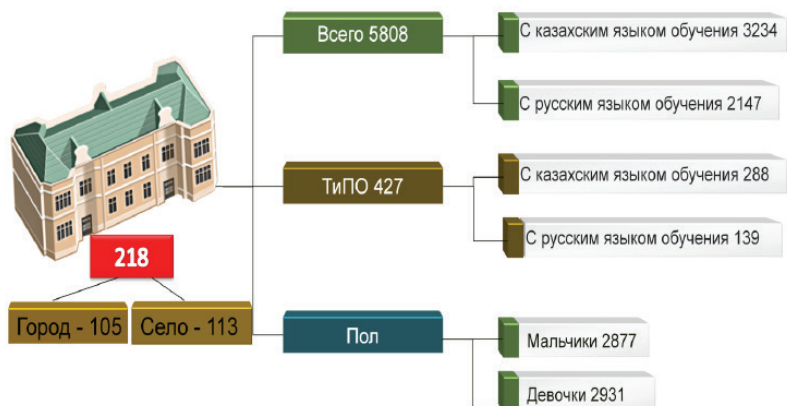 Всего 5808
С казахским языком обучения 3234
С русским языком обучения 2147
ТиПО 427
С казахским языком обучения 288
С русским языком обучения 139
218
Город - 105
Село - 113
Пол
Мальчики 2877
Девочки 2931